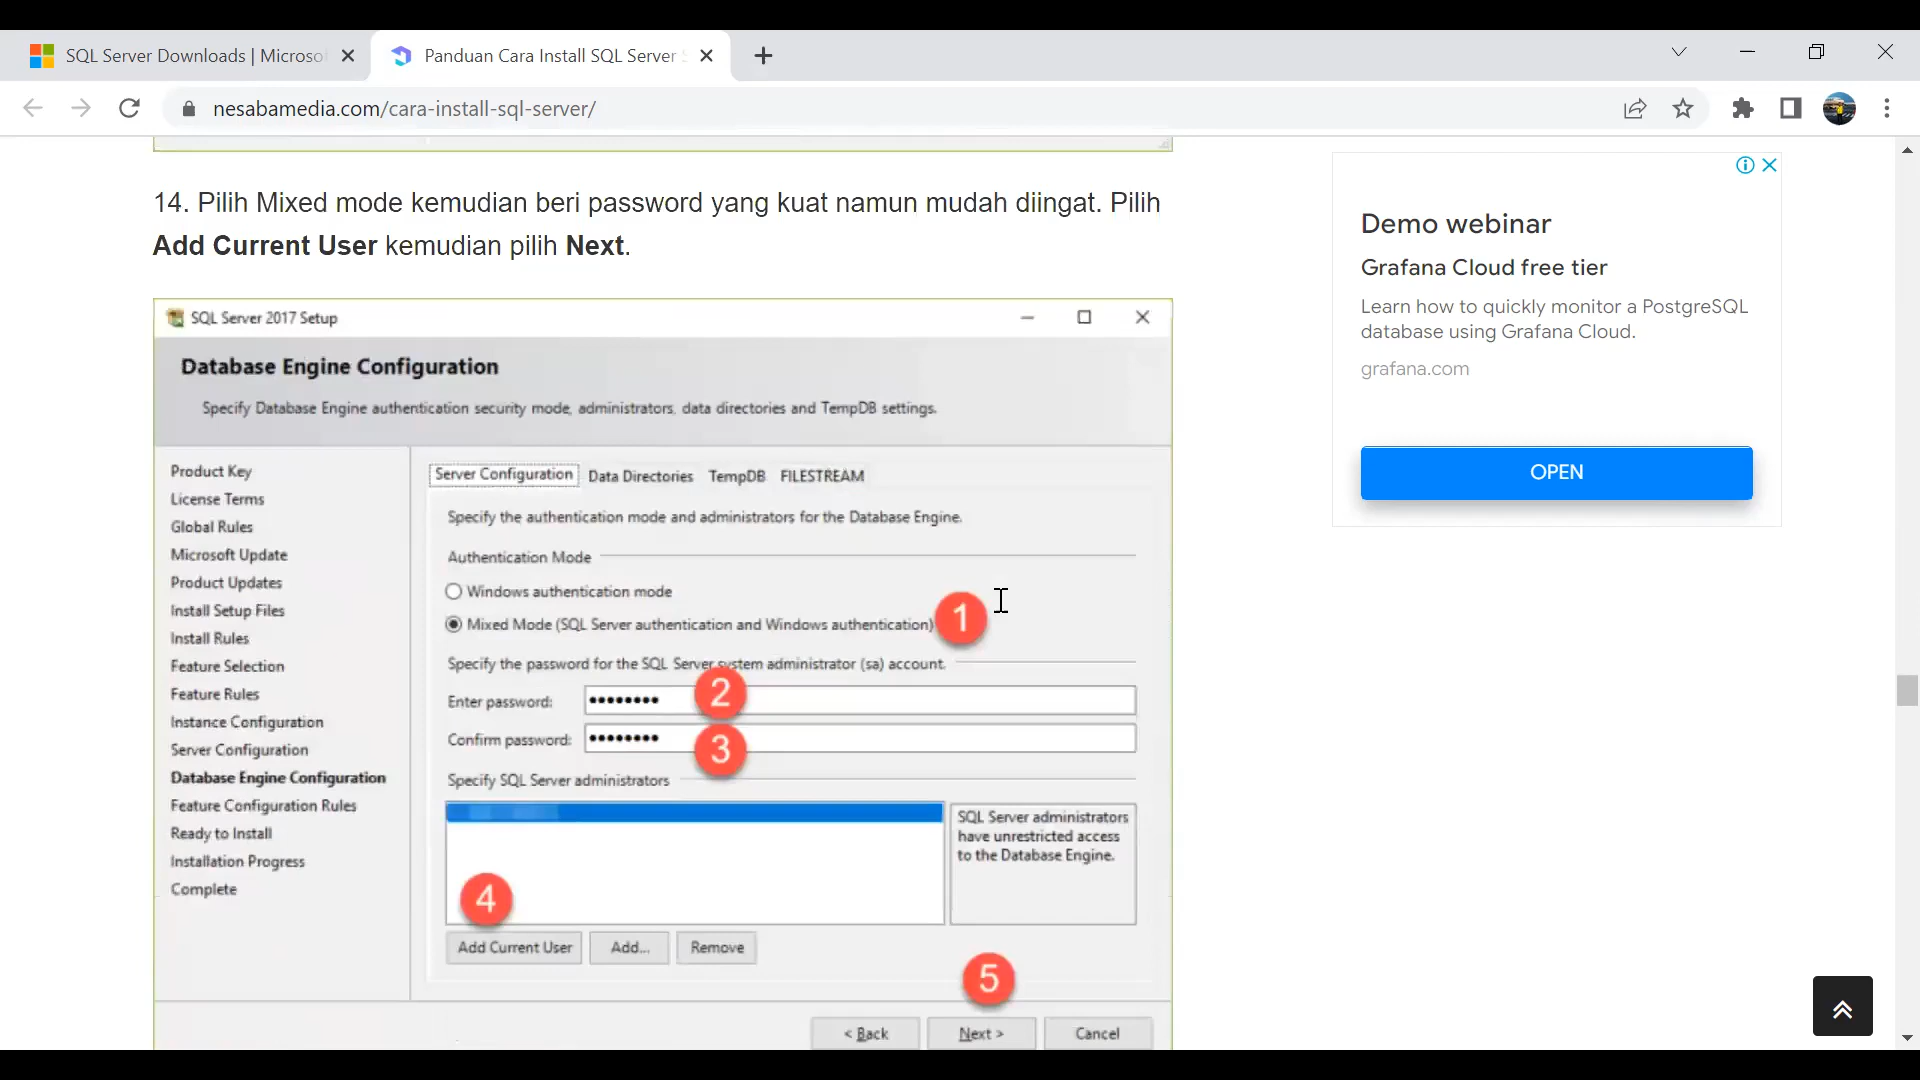 SQL Server Downloads | Microso
Panduan Cara Install SQL Server S
nesabamedia.com/cara-install-sql-server/
14. Pilih Mixed mode kemudian beri password yang kuat namun mudah diingat. Pilih
Add Current User kemudian pilih Next.
SQL Server 2017 Setup
Database Engine Configuration
Specify Database Engine authentication security mode, administrators, data directories and TempDB settings.
Product Key
License Terms
Global Rules
Microsoft Update
Product Updates
Install Setup Files
Install Rules
Feature Selection
Feature Rules
Instance Configuration
Server Configuration
Database Engine Configuration
Feature Configuration Rules
Ready to Install
Installation Progress
Complete
Server Configuration Data Directories TempDB FILESTREAM
Specify the authentication mode and administrators for the Database Engine.
Authentication Mode
Windows authentication mode
Mixed Mode (SQL Server authentication and Windows authentication)
1
Specify the password for the SQL Server system administrator (sa) account.
Enter password: ●●●●●●●●
2
Confirm password: ●●●●●●●●
3
Specify SQL Server administrators
SQL Server administrators
have unrestricted access
to the Database Engine.
4
Add Current User Add... Remove
5
< Back Next > Cancel
Demo webinar
Grafana Cloud free tier
Learn how to quickly monitor a PostgreSQL
database using Grafana Cloud.
grafana.com
OPEN